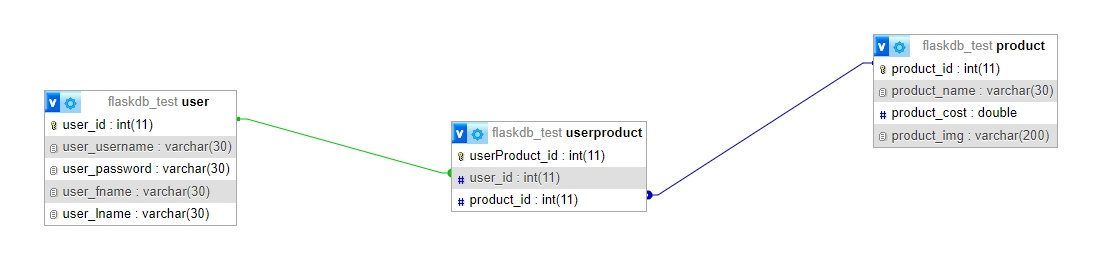 flaskdb_test user
user_id : int(11)
user_username : varchar(30)
user_password : varchar(30)
user_fname : varchar(30)
user_lname : varchar(30)
flaskdb_test userproduct
userProduct_id : int(11)
# user_id : int(11)
# product_id : int(11)
flaskdb_test product
product_id : int(11)
product_name : varchar(30)
# product_cost : double
product_img : varchar(200)